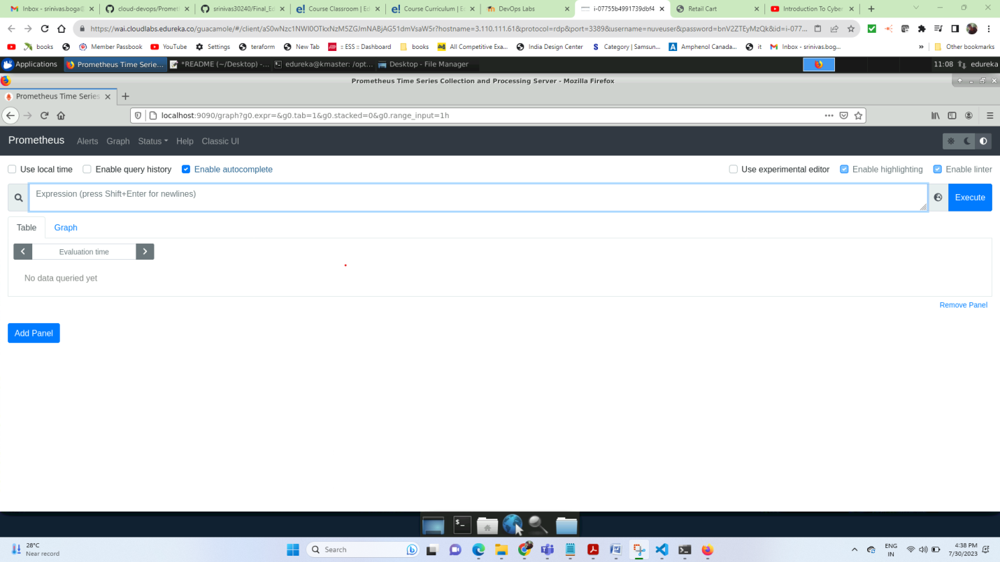 Inbox - srinivas.boga@ cloud-devops/Prometh srinivas30240/Final_Ed Course Classroom | Ed Course Curriculum | Ed DevOps Labs i-07755b4991739dbf4 Retail Cart Introduction To Cyber
https://wai.cloudlabs.edureka.co/guacamole/#/client/aS0wNzc1NWI0OTkxNzM5ZGJmNABjAG51dmVsaW5r?hostname=3.110.111.61&protocol=rdp&port=3389&username=nuveuser&password=bnV2ZTEyMzQk&id=i-077...
books Member Passbook YouTube Settings teraform New Tab :: ESS :: Dashboard books All Competitive Exa... India Design Center Category | Samsun... Amphenol Canada... it Inbox - srinivas.bog... » Other bookmarks
Applications Prometheus Time Serie... *README (~/Desktop) -... edureka@kmaster: /opt... Desktop - File Manager 11:08 edureka
Prometheus Time Series Collection and Processing Server - Mozilla Firefox
Prometheus Time Series
localhost:9090/graph?g0.expr=&g0.tab=1&g0.stacked=0&g0.range_input=1h
Prometheus Alerts Graph Status Help Classic UI
Use local time Enable query history Enable autocomplete Use experimental editor Enable highlighting Enable linter
Expression (press Shift+Enter for newlines) Execute
Table Graph
Evaluation time
No data queried yet
Remove Panel
Add Panel
28°C
Near record
Search
ENG
IN
4:38 PM
7/30/2023